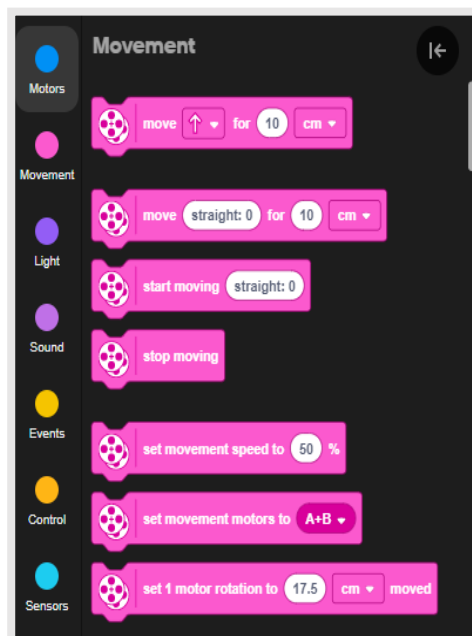 Movement
Motors
Movement
Light
Sound
Events
Control
Sensors
move for 10 cm
move straight: 0 for 10 cm
start moving straight: 0
stop moving
set movement speed to 50 %
set movement motors to A+B
set 1 motor rotation to 17.5 cm moved